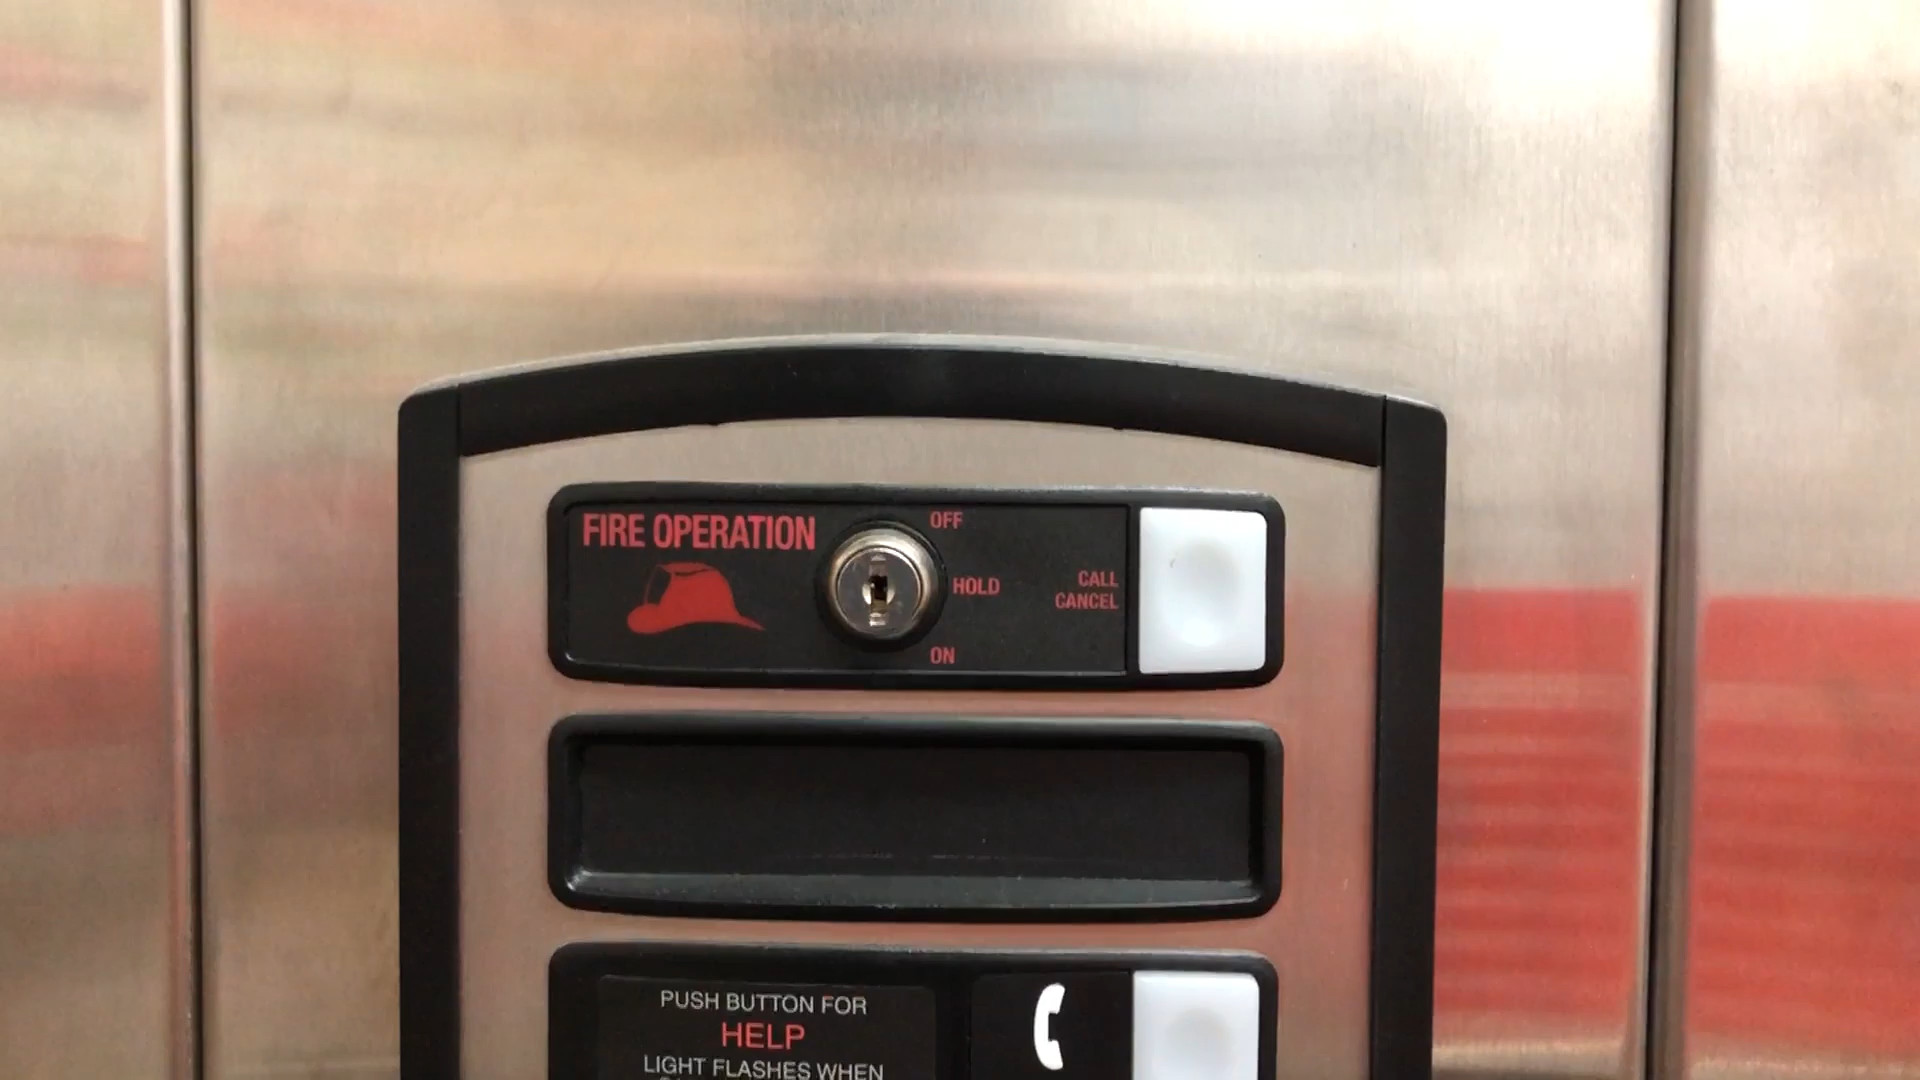 FIRE OPERATION
OFF
HOLD
ON
CALL
CANCEL
PUSH BUTTON FOR
HELP
LIGHT FLASHES WHEN